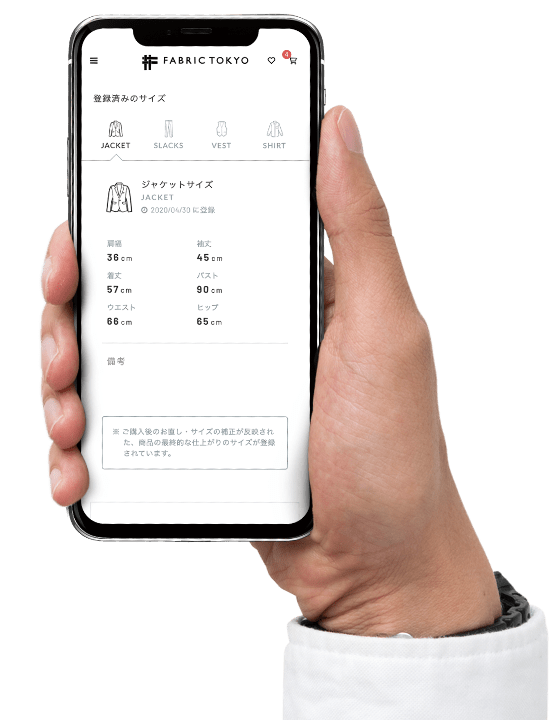 FABRIC TOKYO
4
登録済みのサイズ
JACKET SLACKS VEST SHIRT
ジャケットサイズ
JACKET
2020/04/30 に登録
肩幅 袖丈
36 cm 45 cm
着丈 バスト
57 cm 90 cm
ウエスト ヒップ
66 cm 65 cm
備考
※ ご購入後のお直し・サイズの補正が反映され
た、商品の最終的な仕上がりのサイズが登録
されています。